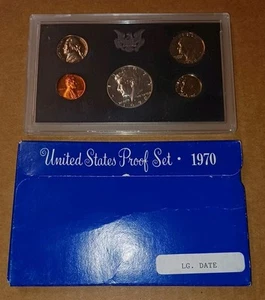 United States Proof Set • 1970
LG. DATE